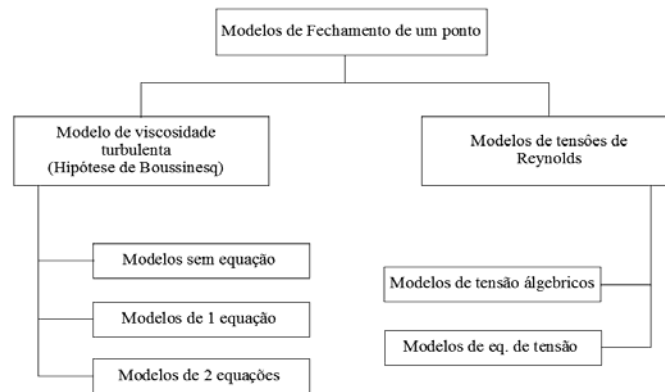 Modelos de Fechamento de um ponto
Modelo de viscosidade
turbulenta
(Hipótese de Boussinesq)
Modelos de tensões de
Reynolds
Modelos sem equação
Modelos de 1 equação
Modelos de 2 equações
Modelos de tensão álgebricos
Modelos de eq. de tensão